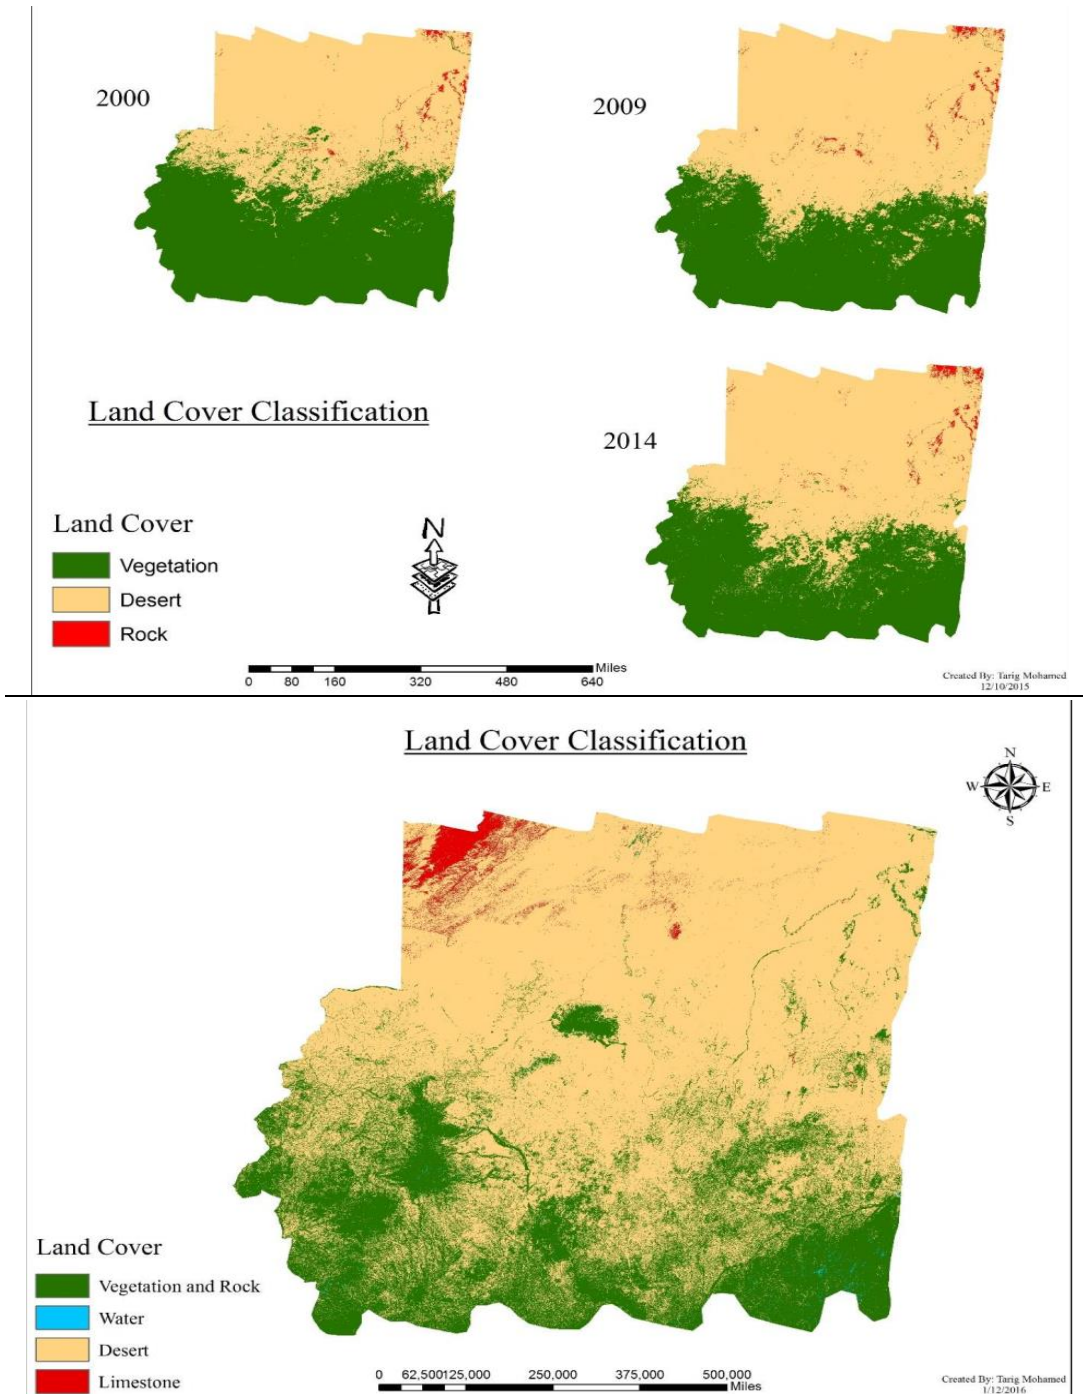 2000
2009
Land Cover Classification
2014
Land Cover
Vegetation
Desert
Rock
N
0 80 160 320 480 640 Miles
Created By: Tarig Mohamed
12/10/2015
Land Cover Classification
N
W E
S
Land Cover
Vegetation and Rock
Water
Desert
Limestone
0 62,500125,000 250,000 375,000 500,000
Miles
Created By: Tarig Mohamed
1/12/2016